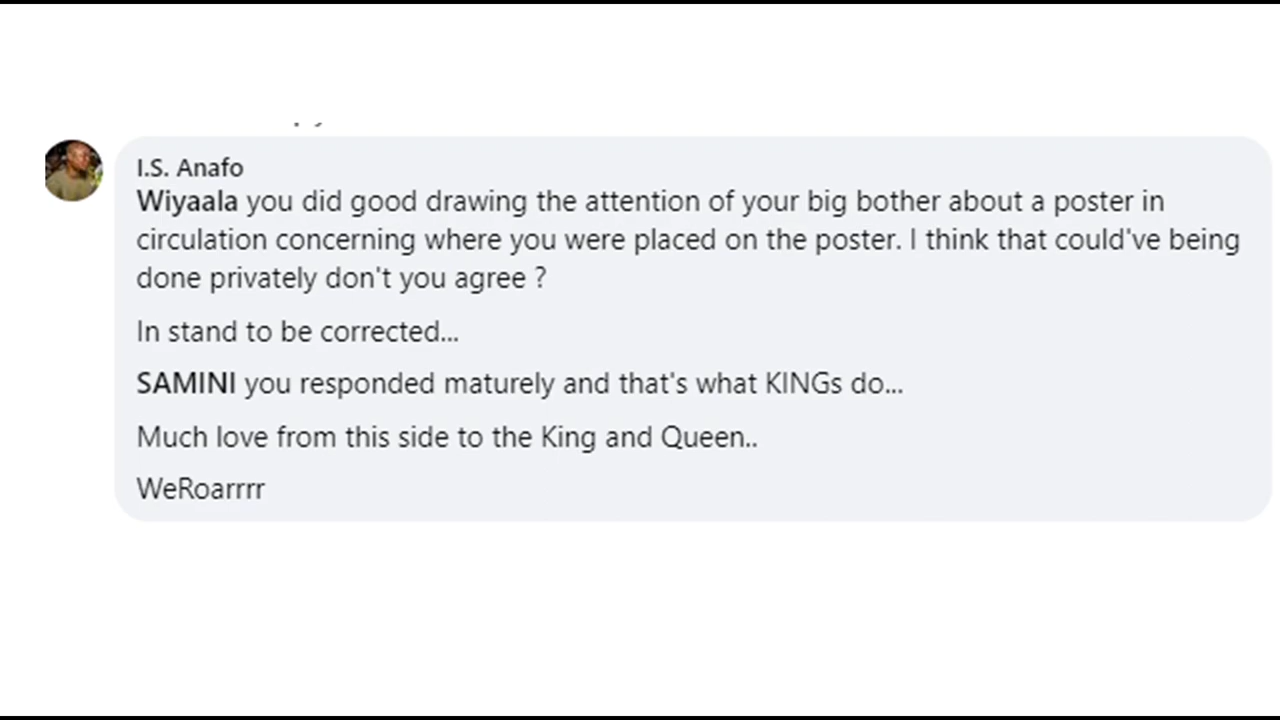 I.S. Anafo
Wiyaala you did good drawing the attention of your big bother about a poster in
circulation concerning where you were placed on the poster. I think that could've being
done privately don't you agree ?
In stand to be corrected...
SAMINI you responded maturely and that's what KINGs do...
Much love from this side to the King and Queen..
WeRoarrrr